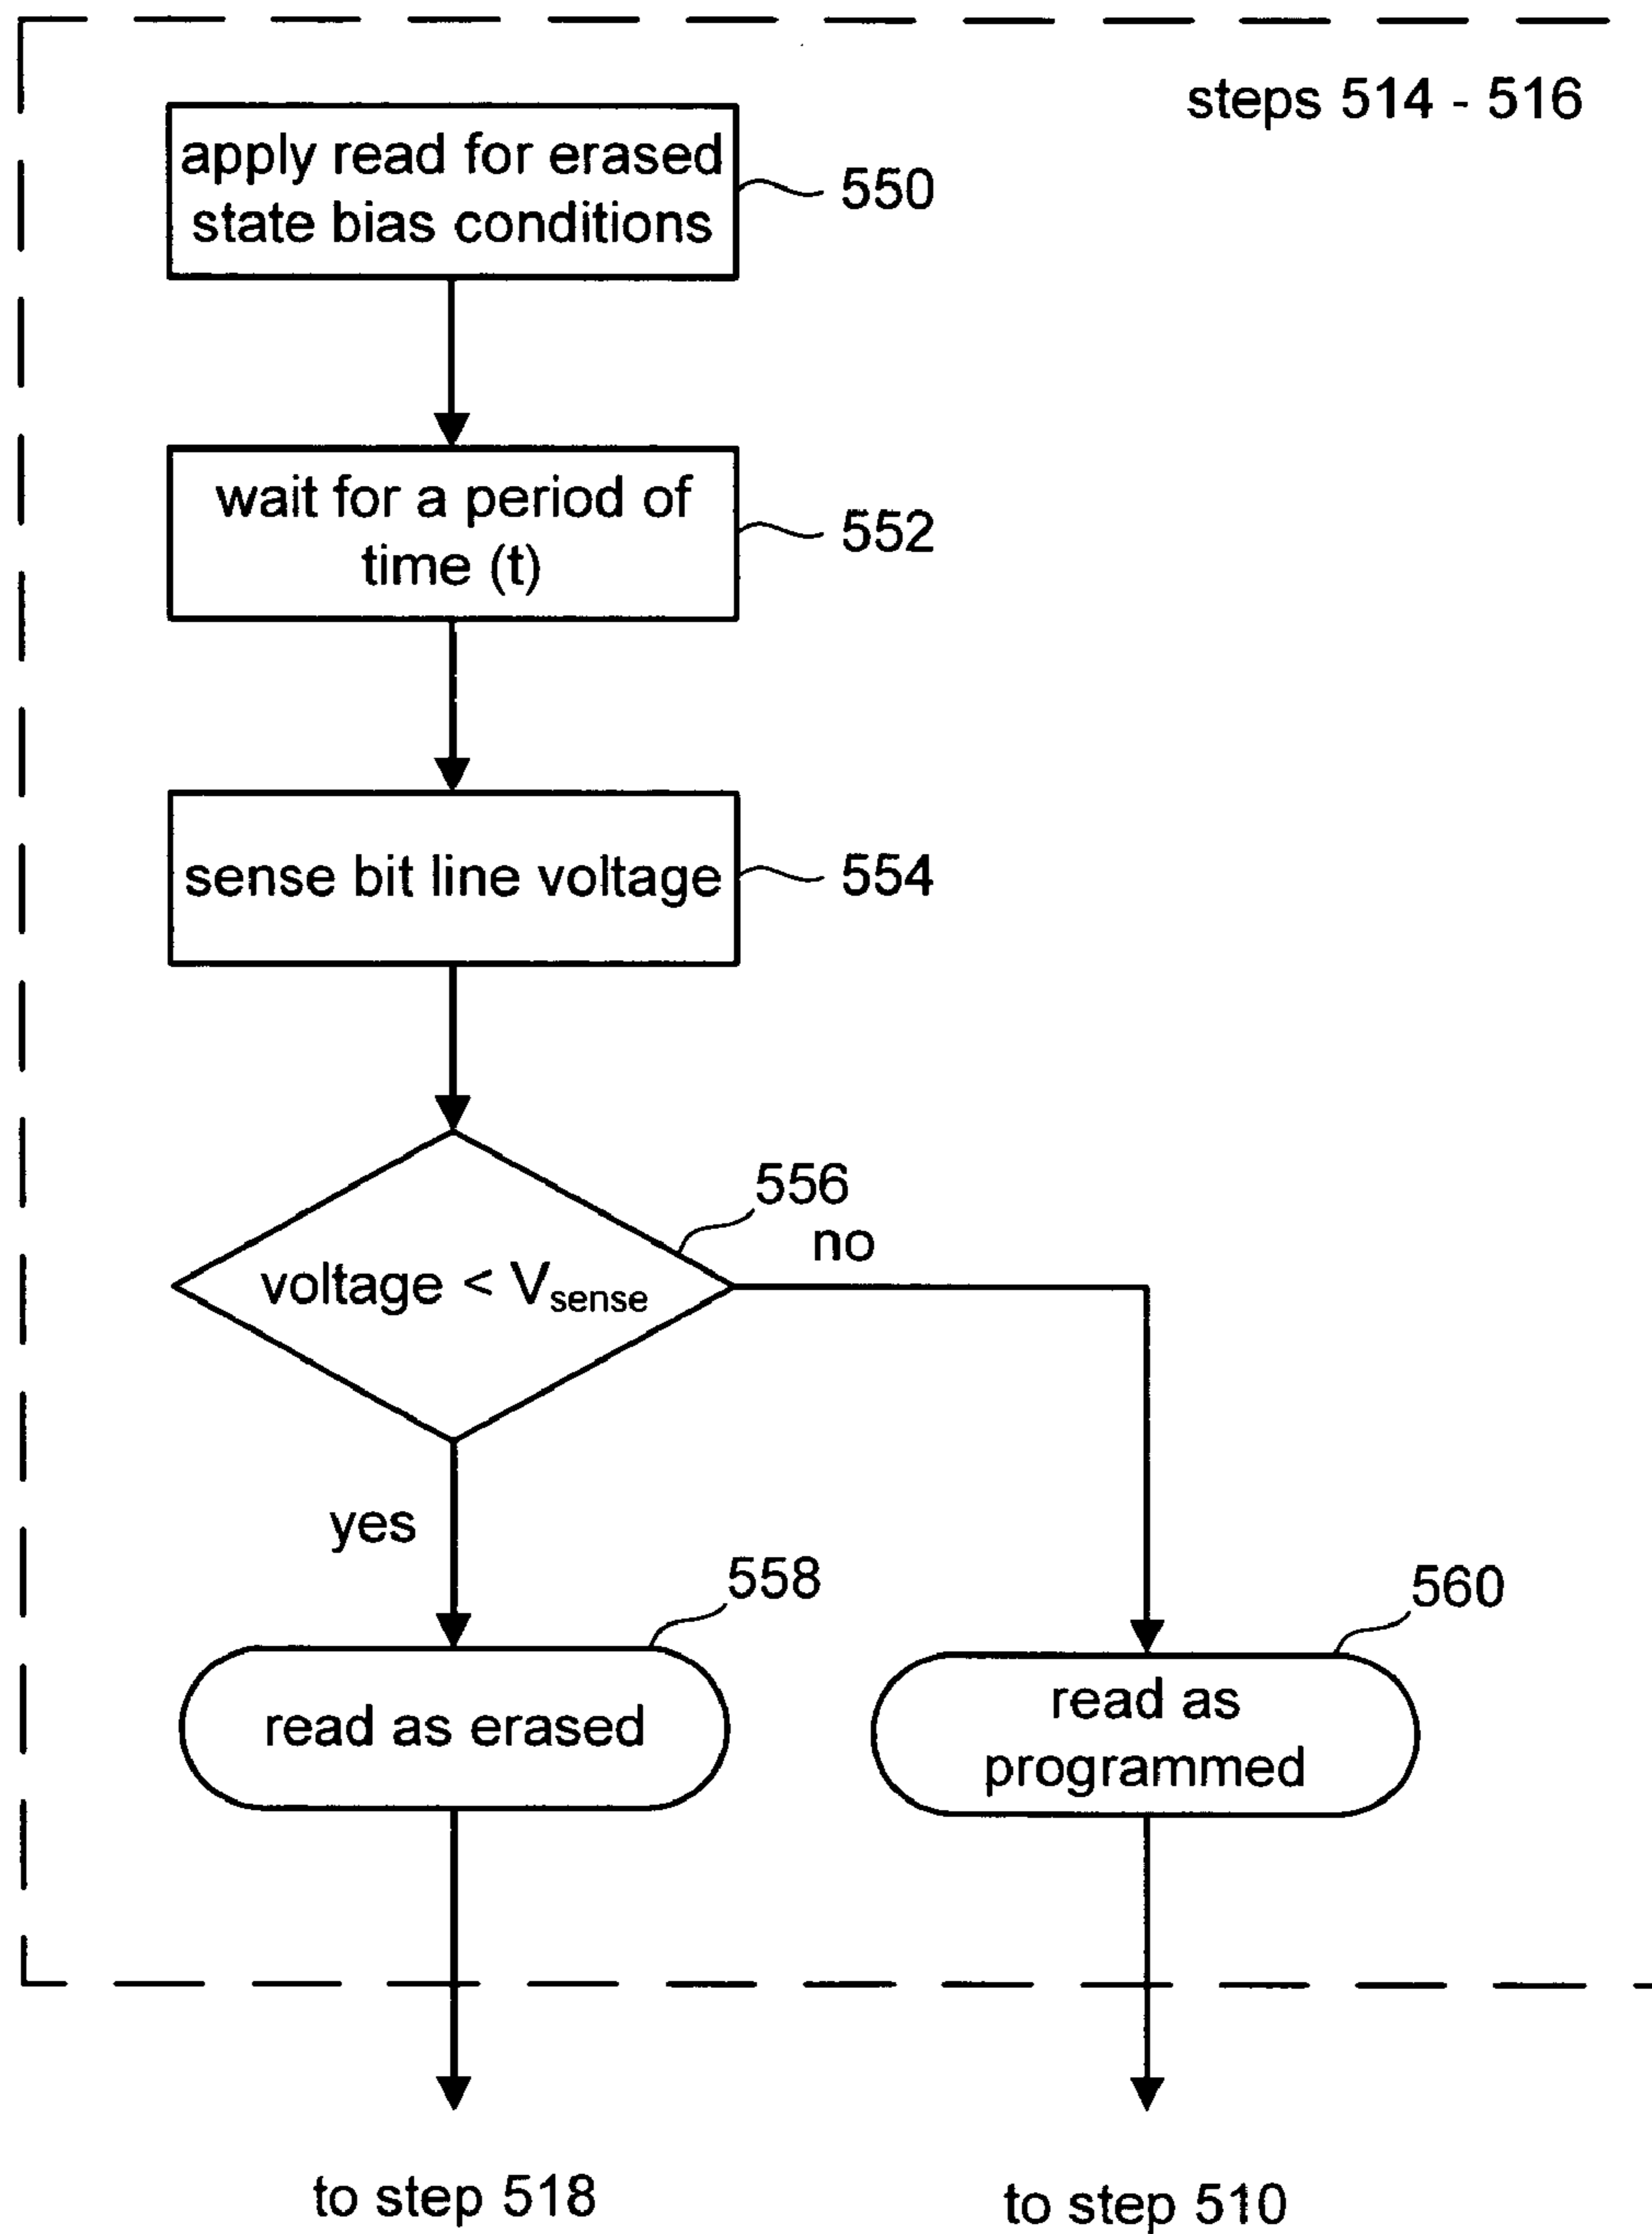 steps 514 - 516
apply read for erased
state bias conditions
550
wait for a period of
time (t)
552
sense bit line voltage
554
556
no
voltage < Vsense
yes
558
560
read as erased
read as
programmed
to step 518
to step 510